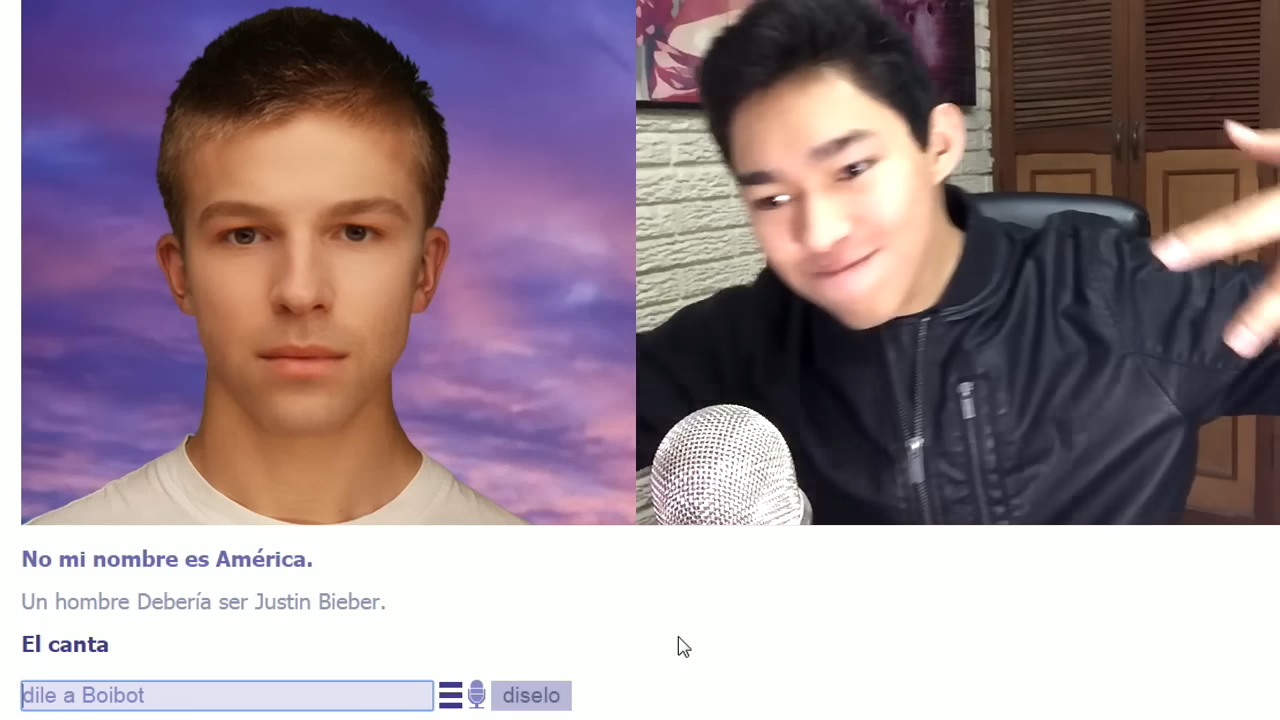 No mi nombre es América.
Un hombre Debería ser Justin Bieber.
El canta
dile a Boibot
diselo